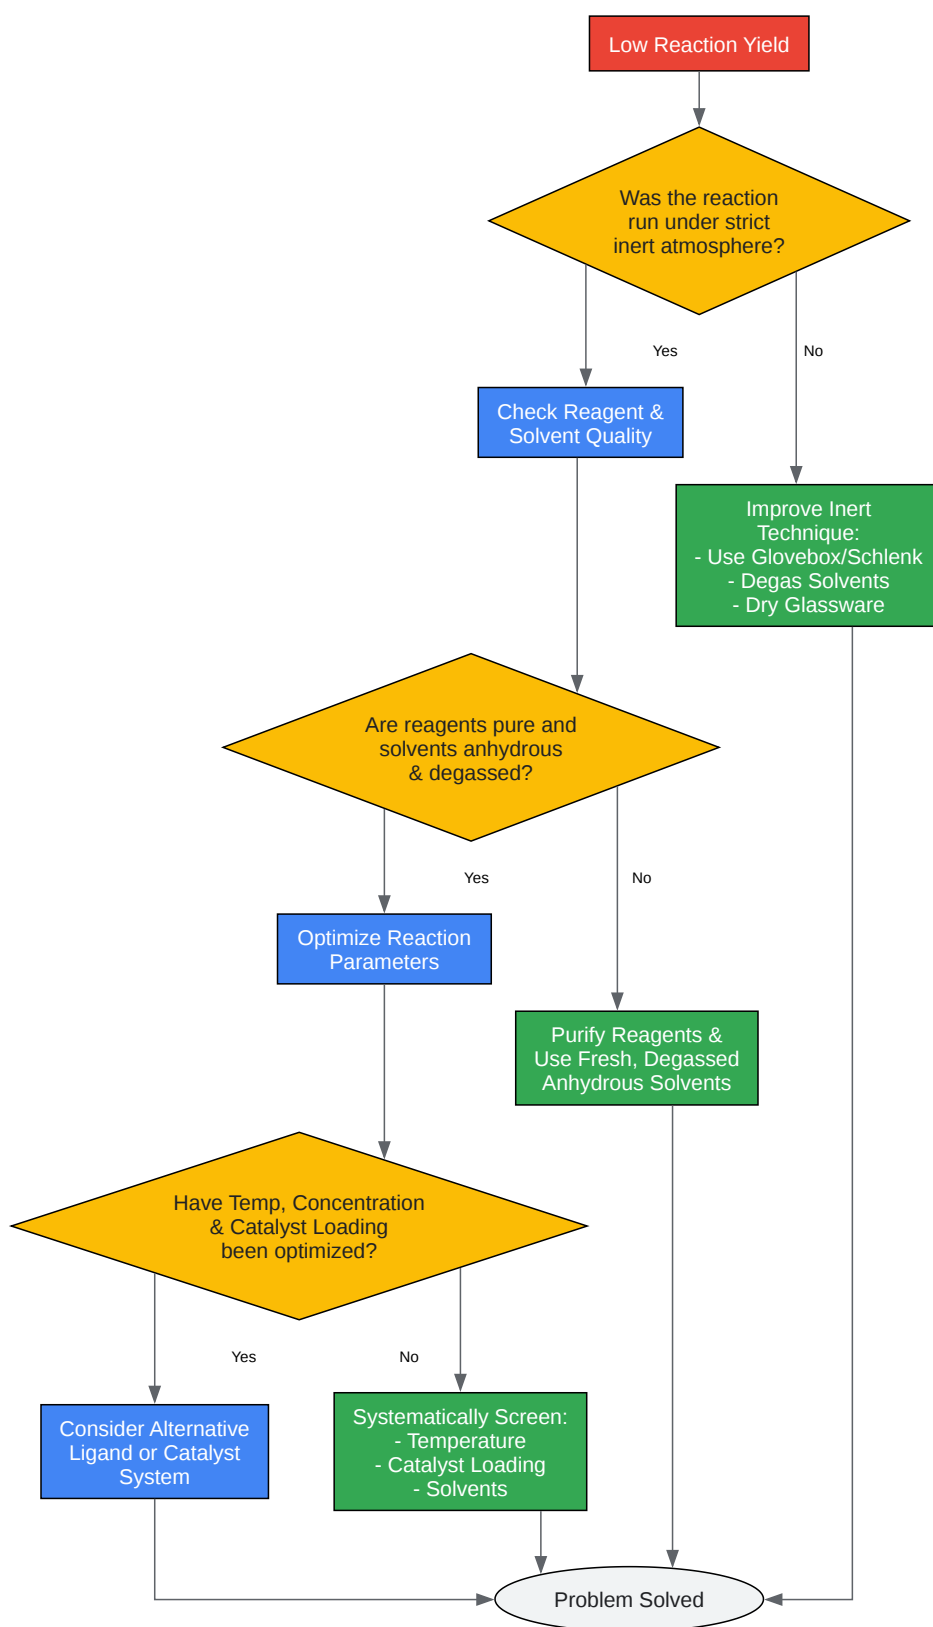 Low Reaction Yield
Was the reaction
run under strict
inert atmosphere?
Yes
No
Check Reagent &
Solvent Quality
Improve Inert
Technique:
- Use Glovebox/Schlenk
- Degas Solvents
- Dry Glassware
Are reagents pure and
solvents anhydrous
& degassed?
Yes
No
Optimize Reaction
Parameters
Purify Reagents &
Use Fresh, Degassed
Anhydrous Solvents
Have Temp, Concentration
& Catalyst Loading
been optimized?
Yes
No
Consider Alternative
Ligand or Catalyst
System
Systematically Screen:
- Temperature
- Catalyst Loading
- Solvents
Problem Solved